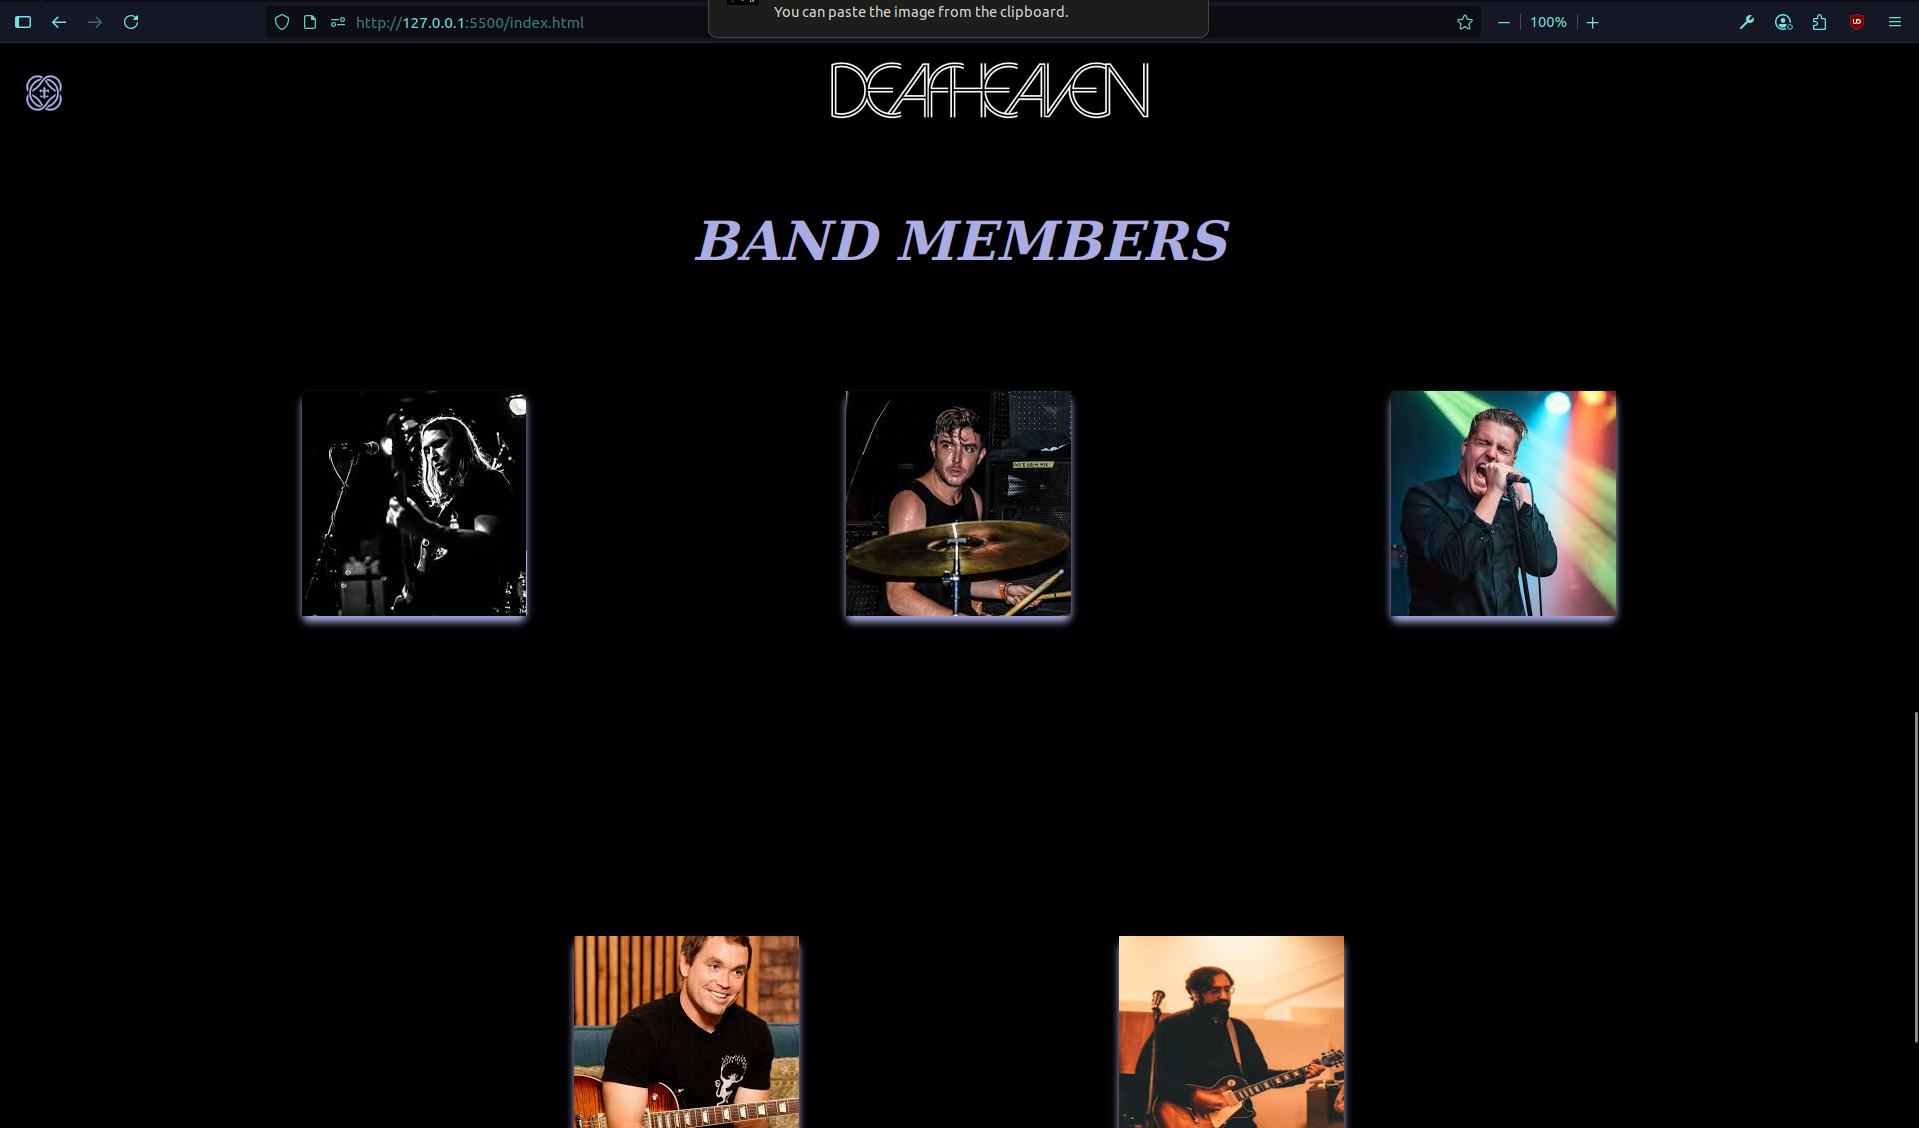 You can paste the image from the clipboard.
http://127.0.0.1:5500/index.html
100%
DEAFHEAVEN
BAND MEMBERS